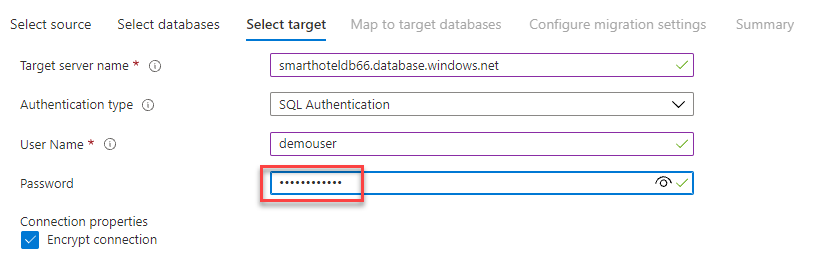 Select source Select databases Select target Map to target databases Configure migration settings Summary
Target server name * smarthoteldb66.database.windows.net
Authentication type SQL Authentication
User Name * demouser
Password ••••••••••••
Connection properties
Encrypt connection